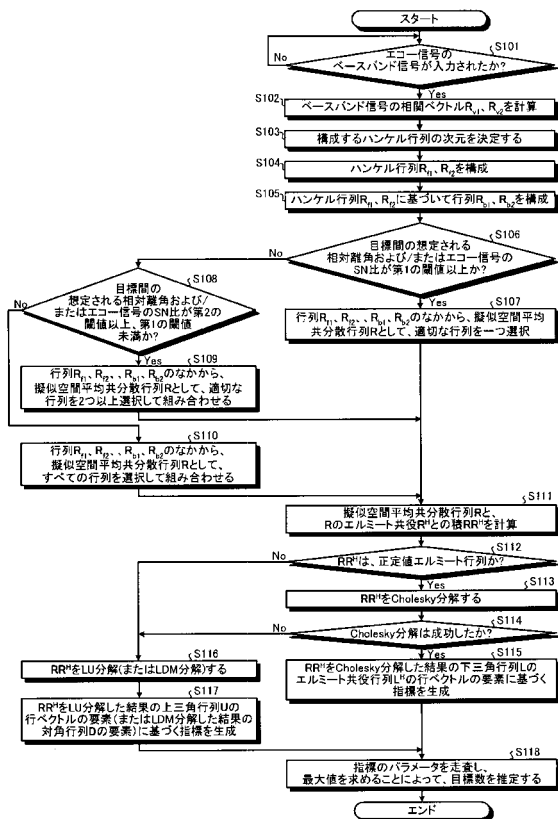 スタート
S101
エコー信号の
ベースバンド信号が入力されたか?
No
Yes
S102
ベースバンド信号の相関ベクトルRv1、Rv2を計算
S103
構成するハンケル行列の次元を決定する
S104
ハンケル行列Rf1、Rf2を構成
S105
ハンケル行列Rf1、Rf2に基づいて行列Rb1、Rb2を構成
S106
目標間の想定される
相対離角および/またはエコー信号の
SN比が第1の閾値以上か?
No
Yes
S107
行列Rf1、Rf2、、Rb1、Rb2のなかから、擬似空間平均
共分散行列Rとして、適切な行列を一つ選択
S108
目標間の
想定される相対離角および/
またはエコー信号のSN比が第2の
閾値以上、第1の閾値
未満か?
No
Yes
S109
行列Rf1、Rf2、、Rb1、Rb2のなかから、
擬似空間平均共分散行列Rとして、適切な
行列を2つ以上選択して組み合わせる
S110
行列Rf1、Rf2、、Rb1、Rb2のなかから、
擬似空間平均共分散行列Rとして、
すべての行列を選択して組み合わせる
S111
擬似空間平均共分散行列Rと、
Rのエルミート共役RHとの積RRHを計算
S112
RRHは、正定値エルミート行列か?
No
Yes
S113
RRHをCholesky分解する
S114
Cholesky分解は成功したか?
No
Yes
S115
RRHをCholesky分解した結果の下三角行列Lの
エルミート共役行列LHの行ベクトルの要素に基づく
指標を生成
S116
RRHをLU分解(またはLDM分解)する
S117
RRHをLU分解した結果の上三角行列Uの
行ベクトルの要素(またはLDM分解した結果の
対角行列Dの要素)に基づく指標を生成
S118
指標のパラメータを走査し、
最大値を求めることによって、目標数を推定する
エンド